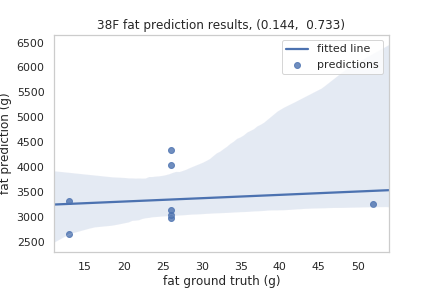 38F fat prediction results, (0.144,  0.733)
fitted line
predictions
6500
6000
5500
5000
4500
4000
3500
3000
2500
fat prediction (g)
15 20 25 30 35 40 45 50
fat ground truth (g)